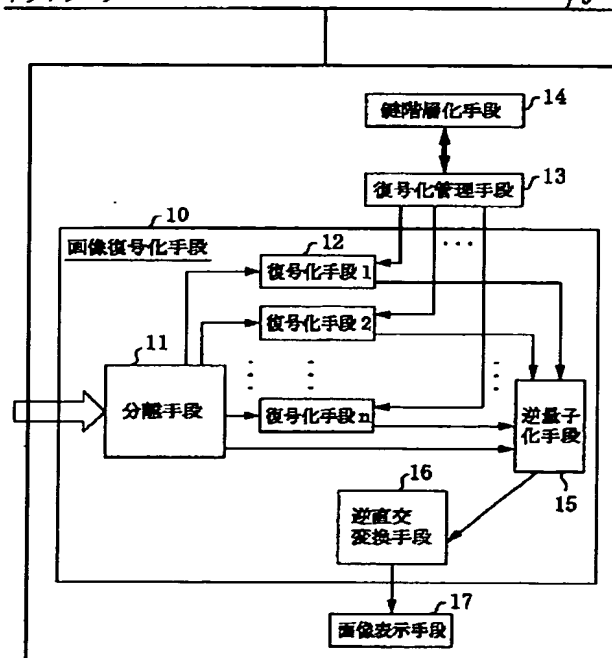 14
鍵階層化手段
13
復号化管理手段
10
画像復号化手段
12
・・・
復号化手段1
復号化手段2
11
分離手段
復号化手段n
逆量子化手段
15
16
逆直交
変換手段
17
画像表示手段